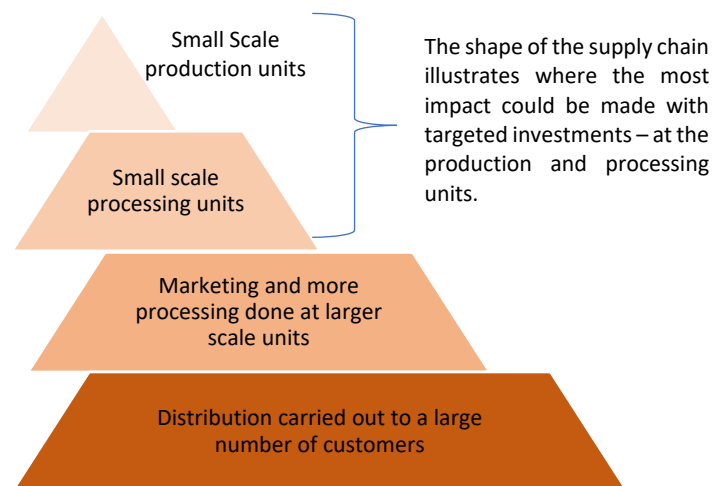 Small Scale
production units
The shape of the supply chain
illustrates where the most
impact could be made with
targeted investments – at the
production and processing
units.
Small scale
processing units
Marketing and more
processing done at larger
scale units
Distribution carried out to a large
number of customers